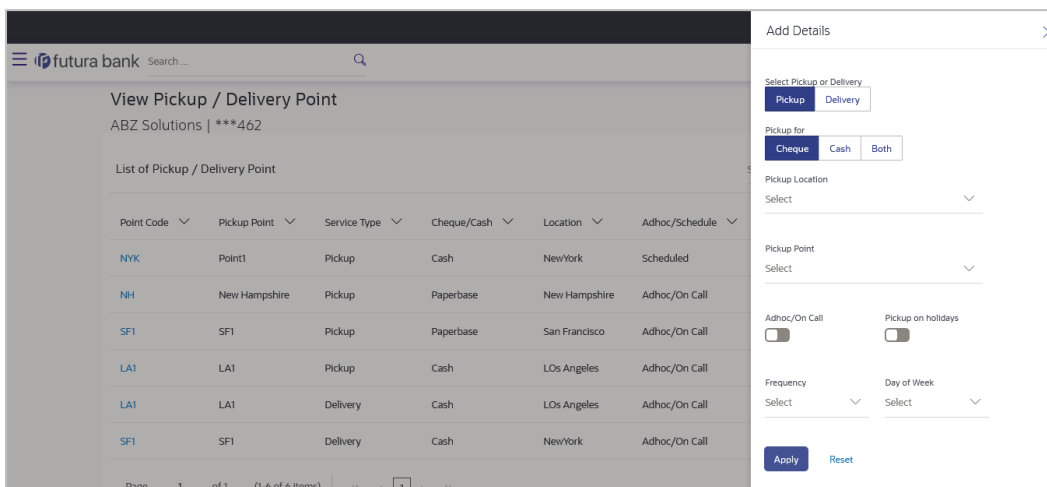 futura bank Search ...
View Pickup / Delivery Point
ABZ Solutions | ***462
List of Pickup / Delivery Point
Point Code Pickup Point Service Type Cheque/Cash Location Adhoc/Schedule
NYK Point1 Pickup Cash NewYork Scheduled
NH New Hampshire Pickup Paperbase New Hampshire Adhoc/On Call
SF1 SF1 Pickup Paperbase San Francisco Adhoc/On Call
LA1 LA1 Pickup Cash LOs Angeles Adhoc/On Call
LA1 LA1 Delivery Cash LOs Angeles Adhoc/On Call
SF1 SF1 Delivery Cash NewYork Adhoc/On Call
Page 1 of 1 (1-6 of 6 items) 1
Add Details
Select Pickup or Delivery
Pickup Delivery
Pickup for
Cheque Cash Both
Pickup Location
Select
Pickup Point
Select
Adhoc/On Call Pickup on holidays
Frequency Day of Week
Select Select
Apply Reset